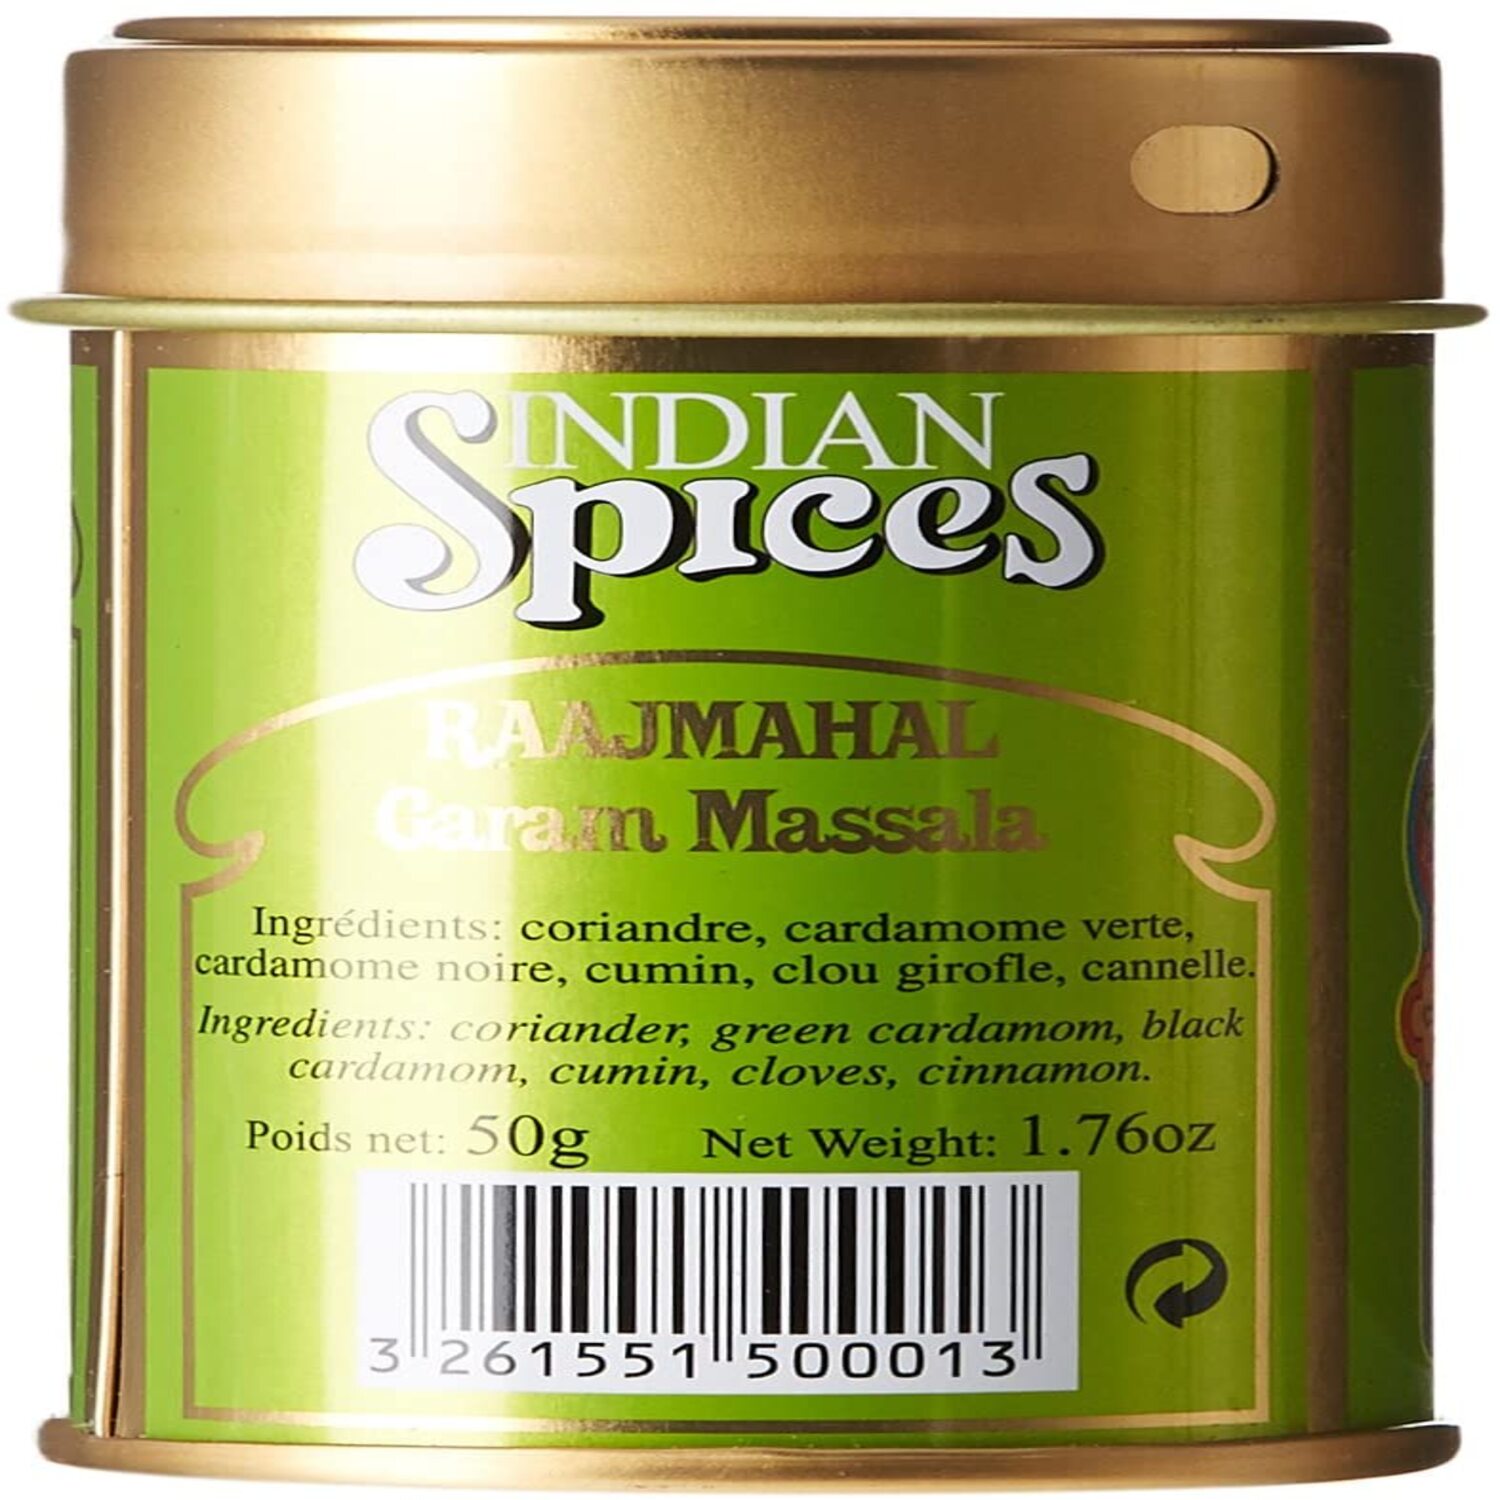 INDIAN
Spices
RAAJMAHAL
Garam Massala
Ingrédients: coriandre, cardamome verte,
cardamome noire, cumin, clou girofle, cannelle.
Ingredients: coriander, green cardamom, black
cardamom, cumin, cloves, cinnamon.
Poids net: 50g Net Weight: 1.76oz
3 261551 500013